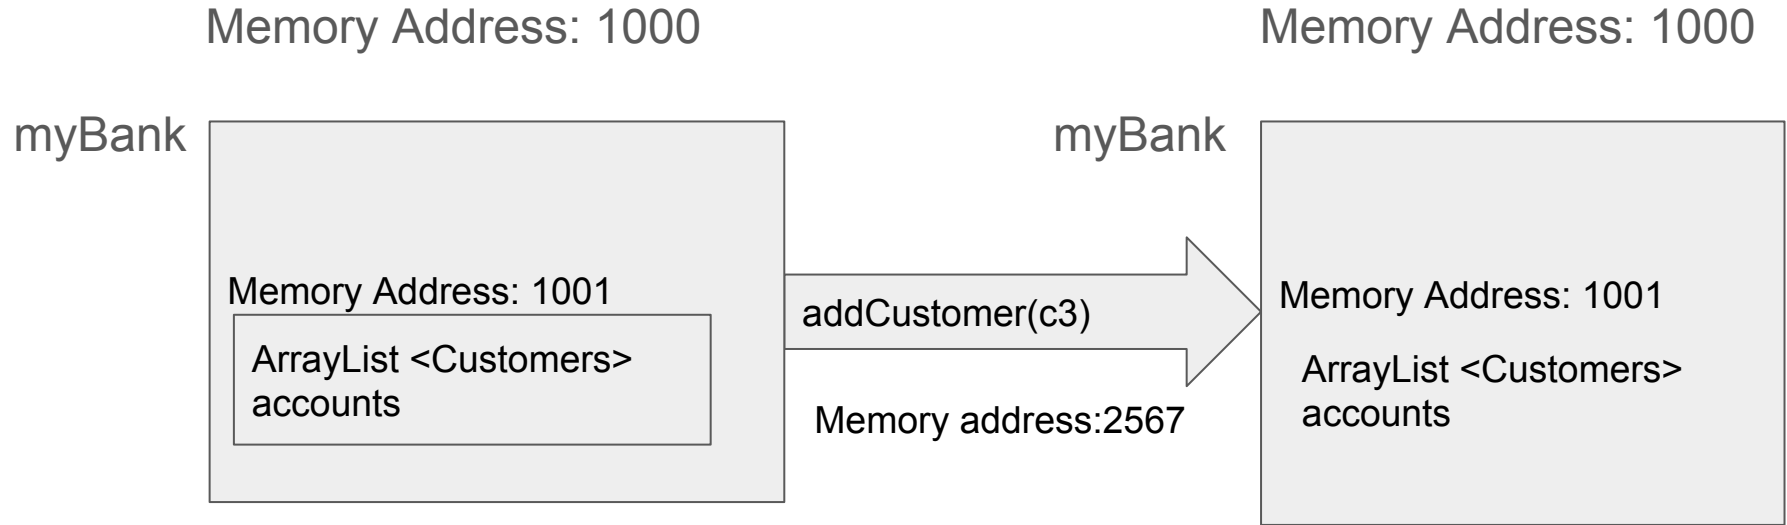 Memory Address: 1000
Memory Address: 1000
myBank
myBank
Memory Address: 1001
ArrayList <Customers>
accounts
addCustomer(c3)
Memory address:2567
Memory Address: 1001
ArrayList <Customers>
accounts